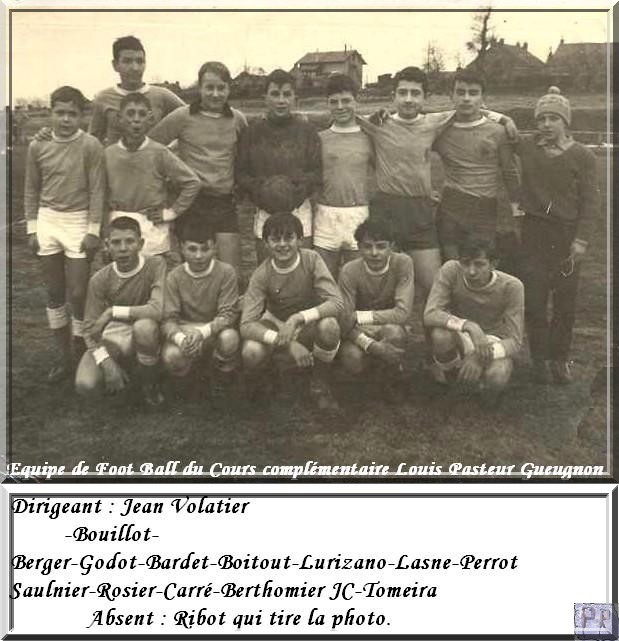 Equipe de Foot Ball du Cours complémentaire Louis Pasteur Gueugnon
Dirigeant : Jean Volatier
-Bouillot-
Berger-Godot-Bardet-Boitout-Lurizano-Lasne-Perrot
Saulnier-Rosier-Carré-Berthomier JC-Tomeira
Absent : Ribot qui tire la photo.
PR